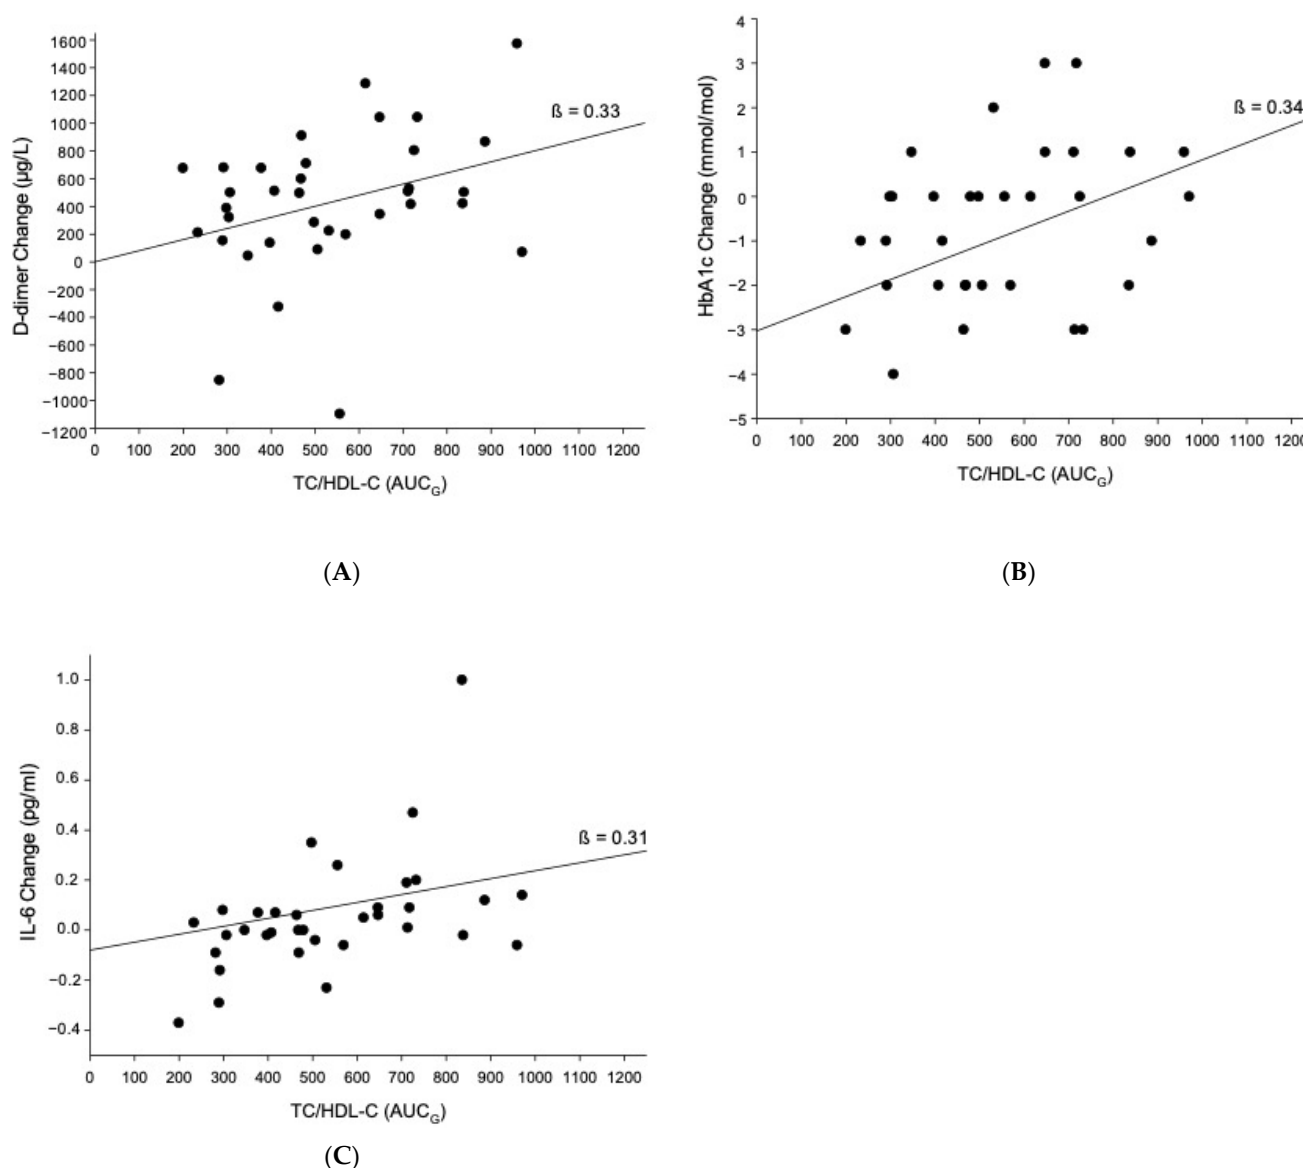 1600
1400
1200
1000
800
600
400
200
0
−200
−400
−600
−800
−1000
−1200
D-dimer Change (µg/L)
ß = 0.33
0 200 300 400 500 600 700 800 900 1000 1100 1200
TC/HDL-C (AUCG)
(A)
4
3
2
1
0
−1
−2
−3
−4
−5
HbA1c Change (mmol/mol)
ß = 0.34
0 100 200 300 400 500 600 700 800 900 1000 1100 1200
TC/HDL-C (AUCG)
(B)
1.0
0.8
0.6
0.4
0.2
0.0
−0.2
−0.4
IL-6 Change (pg/ml)
ß = 0.31
0 100 200 300 400 500 600 700 800 900 1000 1100 1200
TC/HDL-C (AUCG)
(C)